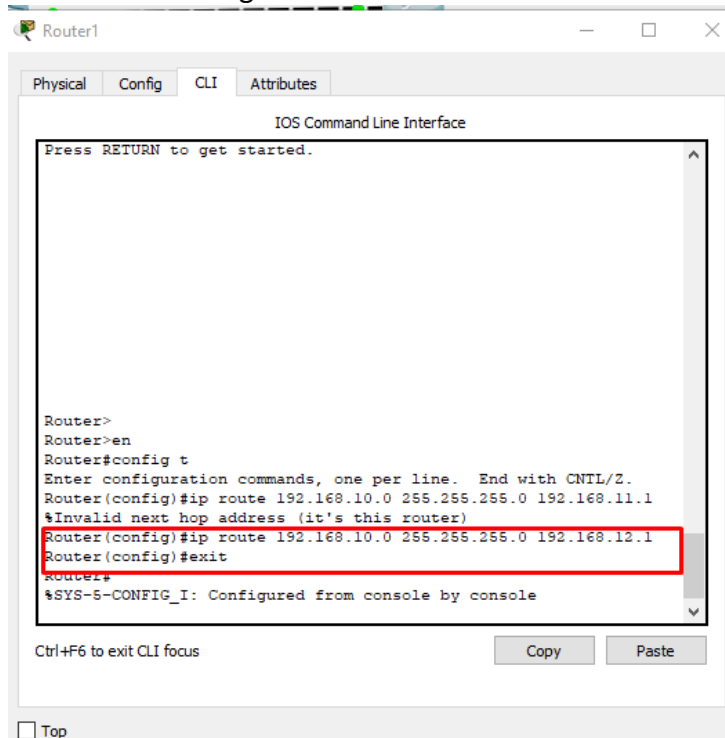 Router1
Physical Config CLI Attributes
IOS Command Line Interface
Press RETURN to get started.
Router>
Router>en
Router#config t
Enter configuration commands, one per line.  End with CNTL/Z.
Router(config)#ip route 192.168.10.0 255.255.255.0 192.168.11.1
%Invalid next hop address (it's this router)
Router(config)#ip route 192.168.10.0 255.255.255.0 192.168.12.1
Router(config)#exit
Router#
%SYS-5-CONFIG_I: Configured from console by console
Ctrl+F6 to exit CLI focus
Copy Paste
Top